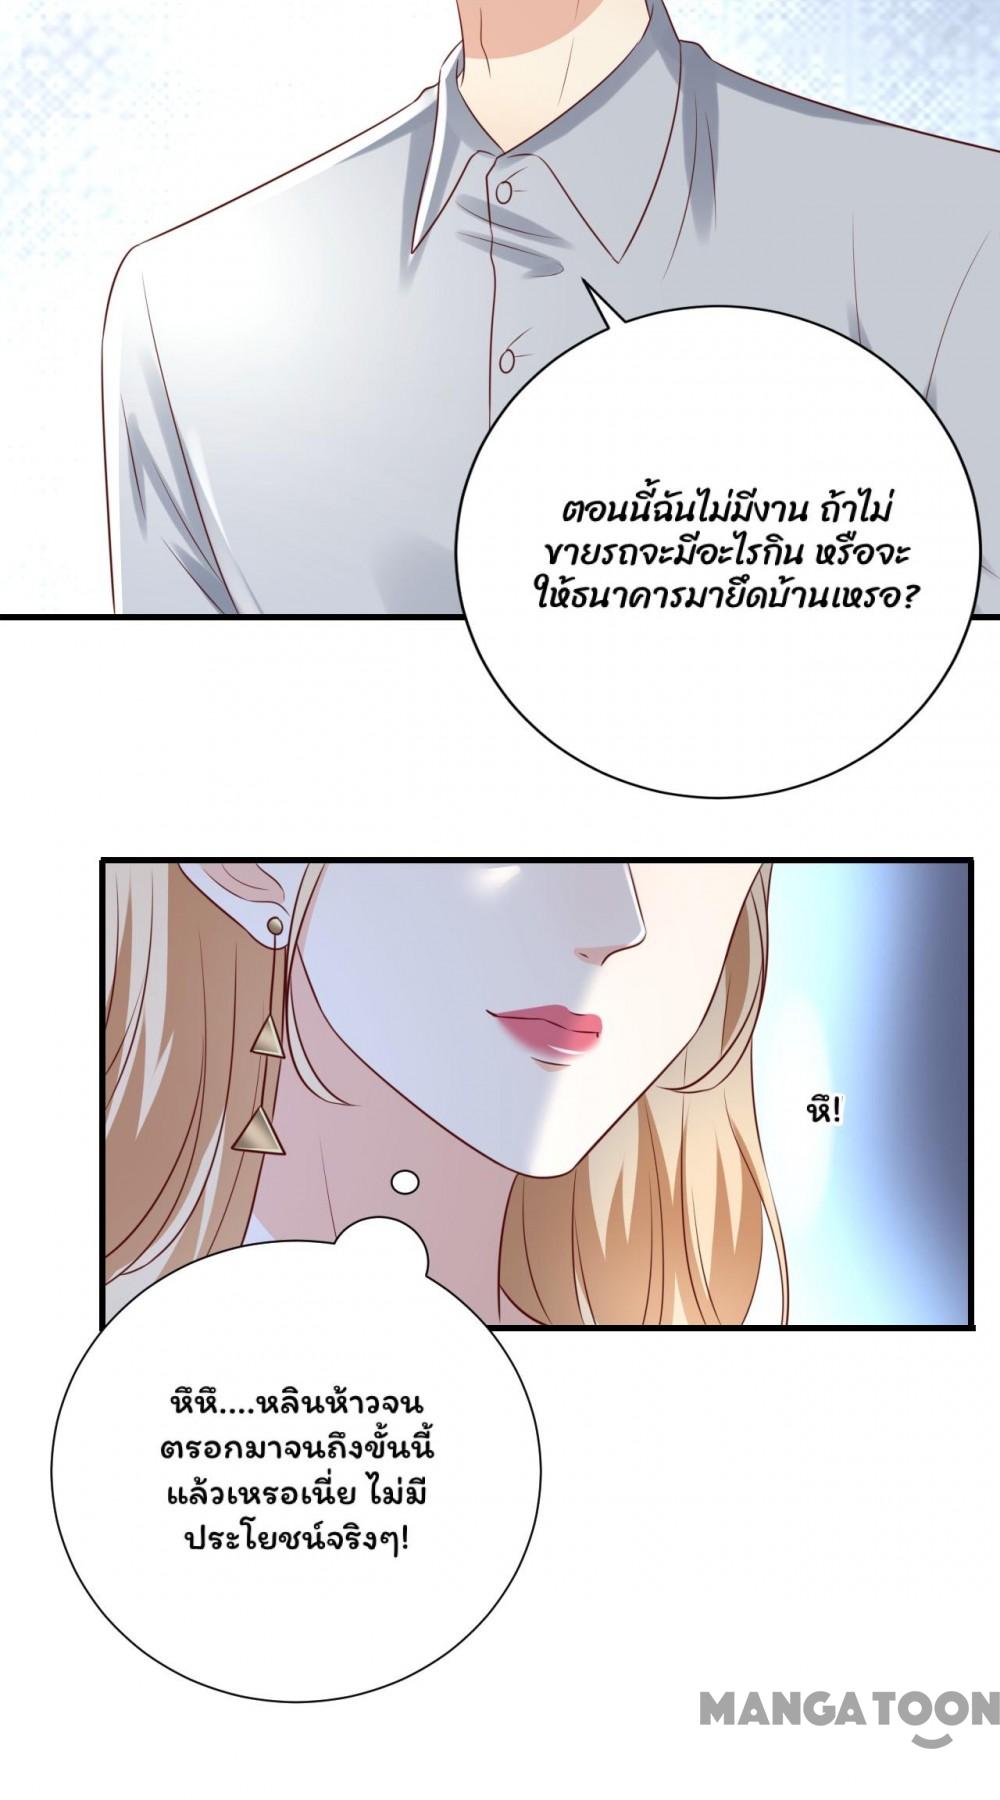 ตอนนี้ฉันไม่มีงาน ถ้าไม่
ขายรถจะมีอะไรกิน หรือจะ
ให้ธนาคารมายึดบ้านเหรอ?
หึ!
หึหึ....หลินห้าวจน
ตรอกมาจนถึงขั้นนี้
แล้วเหรอเนี่ย ไม่มี
ประโยชน์จริงๆ!
MANGATOON